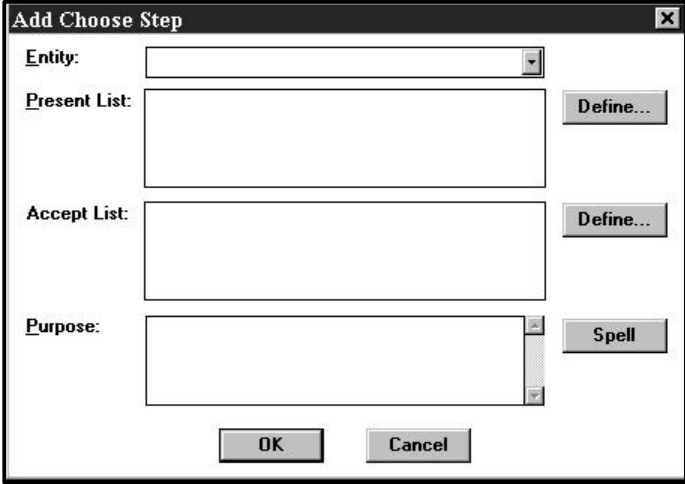 Add Choose Step
Entity:
Present List:
Define...
Accept List:
Define...
Purpose:
Spell
OK
Cancel